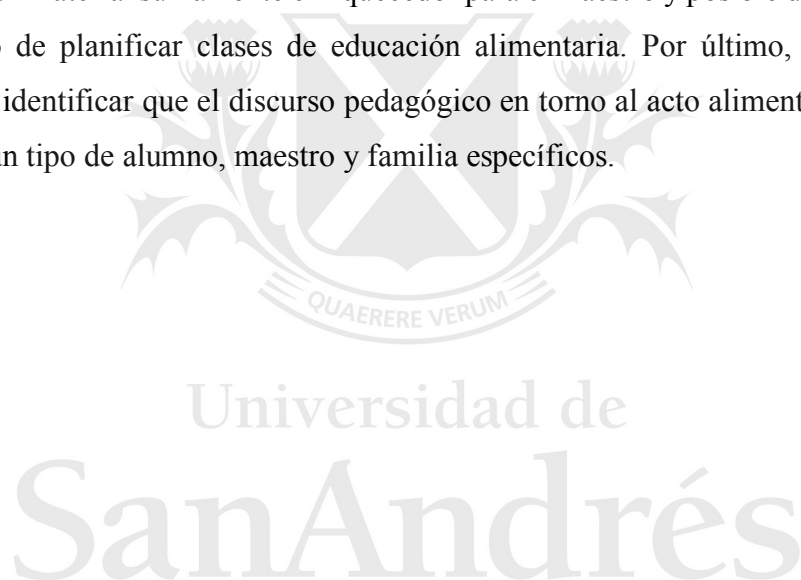 de planificar clases de educación alimentaria. Por último,
identificar que el discurso pedagógico en torno al acto aliment
un tipo de alumno, maestro y familia específicos.
QUAERERE VERUM
Universidad de
SanAndrés